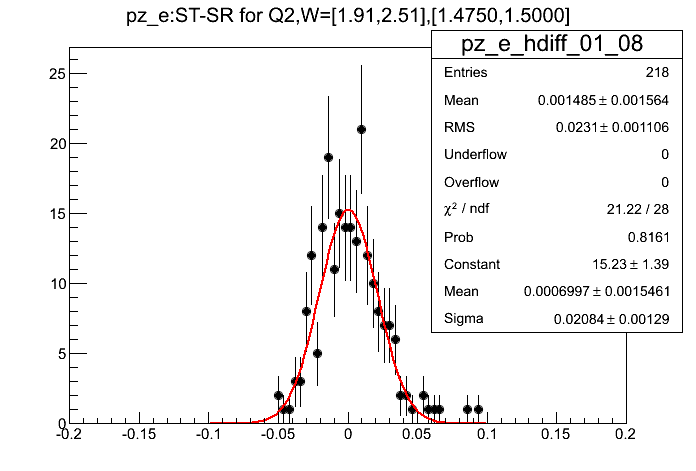 pz_e:ST-SR for Q2,W=[1.91,2.51],[1.4750,1.5000]
pz_e_hdiff_01_08
Entries 218
Mean 0.001485 ± 0.001564
RMS 0.0231 ± 0.001106
Underflow 0
Overflow 0
χ² / ndf 21.22 / 28
Prob 0.8161
Constant 15.23 ± 1.39
Mean 0.0006997 ± 0.0015461
Sigma 0.02084 ± 0.00129
25
20
15
10
5
0
-0.2 -0.15 -0.1 -0.05 0 0.05 0.1 0.15 0.2